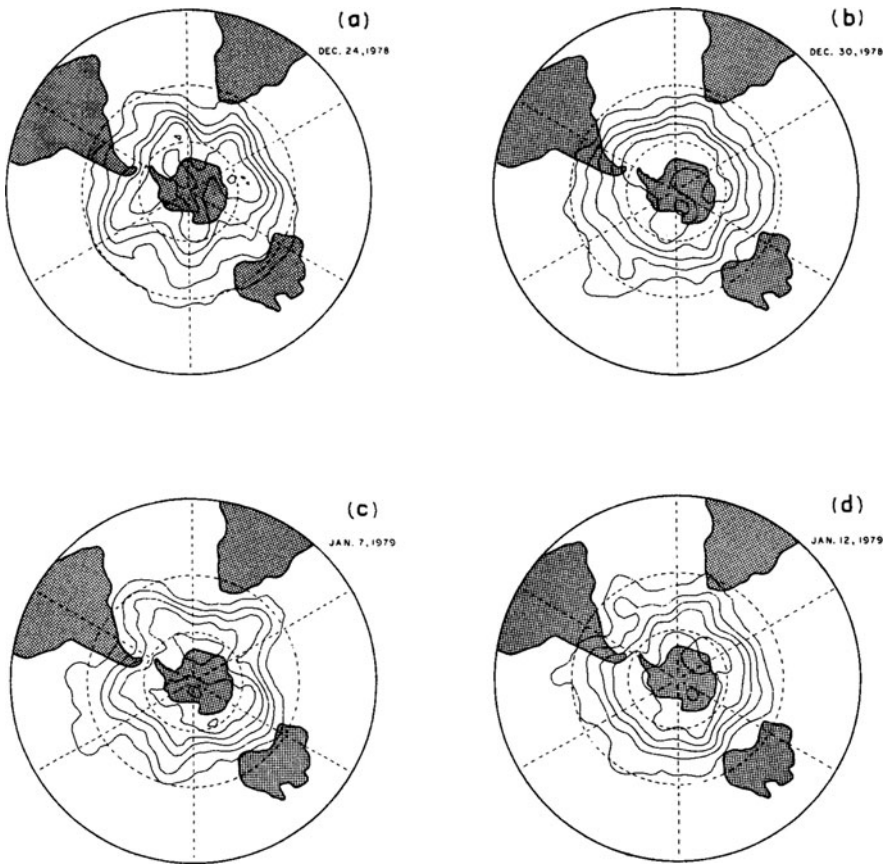 (a)
DEC. 24, 1978
(b)
DEC. 30, 1978
(c)
JAN. 7, 1979
(d)
JAN. 12, 1979